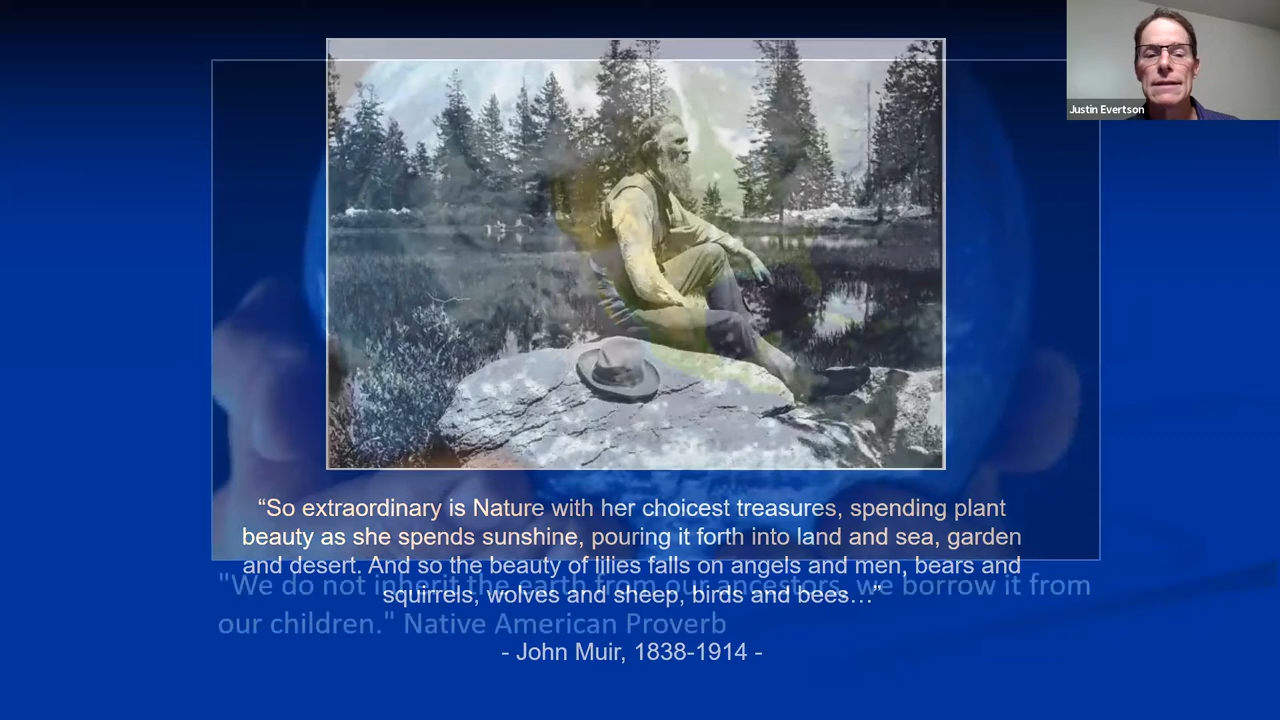 Justin Evertson
“So extraordinary is Nature with her choicest treasures, spending plant
beauty as she spends sunshine, pouring it forth into land and sea, garden
and desert. And so the beauty of lilies falls on angels and men, bears and
squirrels, wolves and sheep, birds and bees…”
"We do not inherit the earth from our ancestors, we borrow it from
our children." Native American Proverb
- John Muir, 1838-1914 -